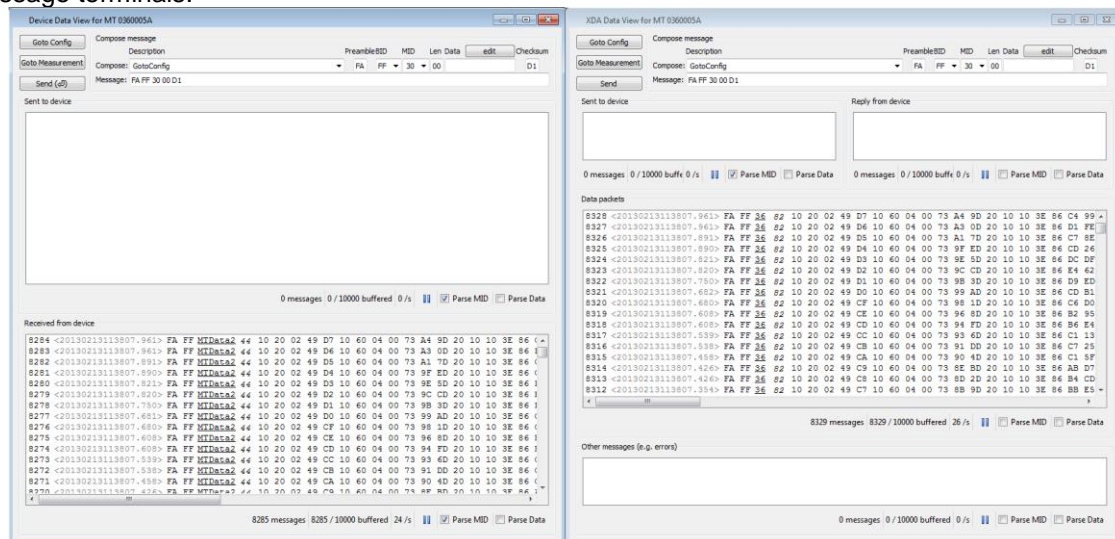 message terminals.
Device Data View for MT 0360005A
Goto Config
Compose message
Description Preamble BID MID Len Data edit Checksum
Goto Measurement
Compose: GotoConfig FA FF 30 00 D1
Send (⏎)
Message: FA FF 30 00 D1
Sent to device
0 messages 0 / 10000 buffered 0 /s Parse MID Parse Data
Received from device
8284 <20130213113807.961> FA FF MTData2 44 10 20 02 49 D7 10 60 04 00 73 A4 9D 20 10 10 3E 86
8283 <20130213113807.961> FA FF MTData2 44 10 20 02 49 D6 10 60 04 00 73 A3 0D 20 10 10 3E 86
8282 <20130213113807.891> FA FF MTData2 44 10 20 02 49 D5 10 60 04 00 73 A1 7D 20 10 10 3E 86
8281 <20130213113807.890> FA FF MTData2 44 10 20 02 49 D4 10 60 04 00 73 9F ED 20 10 10 3E 86
8280 <20130213113807.821> FA FF MTData2 44 10 20 02 49 D3 10 60 04 00 73 9E 5D 20 10 10 3E 86
8279 <20130213113807.820> FA FF MTData2 44 10 20 02 49 D2 10 60 04 00 73 9C CD 20 10 10 3E 86
8278 <20130213113807.750> FA FF MTData2 44 10 20 02 49 D1 10 60 04 00 73 9B 3D 20 10 10 3E 86
8277 <20130213113807.681> FA FF MTData2 44 10 20 02 49 D0 10 60 04 00 73 99 AD 20 10 10 3E 86
8276 <20130213113807.680> FA FF MTData2 44 10 20 02 49 CF 10 60 04 00 73 98 1D 20 10 10 3E 86
8275 <20130213113807.608> FA FF MTData2 44 10 20 02 49 CE 10 60 04 00 73 96 8D 20 10 10 3E 86
8274 <20130213113807.608> FA FF MTData2 44 10 20 02 49 CD 10 60 04 00 73 94 FD 20 10 10 3E 86
8273 <20130213113807.539> FA FF MTData2 44 10 20 02 49 CC 10 60 04 00 73 93 6D 20 10 10 3E 86
8272 <20130213113807.538> FA FF MTData2 44 10 20 02 49 CB 10 60 04 00 73 91 DD 20 10 10 3E 86
8271 <20130213113807.458> FA FF MTData2 44 10 20 02 49 CA 10 60 04 00 73 90 4D 20 10 10 3E 86
8270 <20130213113807.426> FA FF MTData2 44 10 20 02 49 C9 10 60 04 00 73 8E BD 20 10 10 3E 86
8285 messages 8285 / 10000 buffered 24 /s Parse MID Parse Data
XDA Data View for MT 0360005A
Goto Config
Compose message
Description Preamble BID MID Len Data edit Checksum
Goto Measurement
Compose: GotoConfig FA FF 30 00 D1
Send
Message: FA FF 30 00 D1
Sent to device Reply from device
0 messages 0 / 10000 buffe 0 /s Parse MID Parse Data 0 messages 0 / 10000 buffe 0 /s Parse MID Parse Data
Data packets
8328 <20130213113807.961> FA FF 36 82 10 20 02 49 D7 10 60 04 00 73 A4 9D 20 10 10 3E 86 C4 99
8327 <20130213113807.961> FA FF 36 82 10 20 02 49 D6 10 60 04 00 73 A3 0D 20 10 10 3E 86 D1 FE
8326 <20130213113807.891> FA FF 36 82 10 20 02 49 D5 10 60 04 00 73 A1 7D 20 10 10 3E 86 C7 8E
8325 <20130213113807.890> FA FF 36 82 10 20 02 49 D4 10 60 04 00 73 9F ED 20 10 10 3E 86 CD 26
8324 <20130213113807.821> FA FF 36 82 10 20 02 49 D3 10 60 04 00 73 9E 5D 20 10 10 3E 86 DC DF
8323 <20130213113807.820> FA FF 36 82 10 20 02 49 D2 10 60 04 00 73 9C CD 20 10 10 3E 86 E4 62
8322 <20130213113807.750> FA FF 36 82 10 20 02 49 D1 10 60 04 00 73 9B 3D 20 10 10 3E 86 D9 ED
8321 <20130213113807.682> FA FF 36 82 10 20 02 49 D0 10 60 04 00 73 99 AD 20 10 10 3E 86 CD B1
8320 <20130213113807.680> FA FF 36 82 10 20 02 49 CF 10 60 04 00 73 98 1D 20 10 10 3E 86 C6 D0
8319 <20130213113807.608> FA FF 36 82 10 20 02 49 CE 10 60 04 00 73 96 8D 20 10 10 3E 86 B2 95
8318 <20130213113807.608> FA FF 36 82 10 20 02 49 CD 10 60 04 00 73 94 FD 20 10 10 3E 86 B6 E4
8317 <20130213113807.539> FA FF 36 82 10 20 02 49 CC 10 60 04 00 73 93 6D 20 10 10 3E 86 C1 13
8316 <20130213113807.538> FA FF 36 82 10 20 02 49 CB 10 60 04 00 73 91 DD 20 10 10 3E 86 C7 25
8315 <20130213113807.458> FA FF 36 82 10 20 02 49 CA 10 60 04 00 73 90 4D 20 10 10 3E 86 C1 5F
8314 <20130213113807.426> FA FF 36 82 10 20 02 49 C9 10 60 04 00 73 8E BD 20 10 10 3E 86 AB D7
8313 <20130213113807.426> FA FF 36 82 10 20 02 49 C8 10 60 04 00 73 8D 2D 20 10 10 3E 86 B4 CD
8312 <20130213113807.354> FA FF 36 82 10 20 02 49 C7 10 60 04 00 73 8B 9D 20 10 10 3E 86 BB E5
8329 messages 8329 / 10000 buffered 26 /s Parse MID Parse Data
Other messages (e.g. errors)
0 messages 0 / 10000 buffered 0 /s Parse MID Parse Data